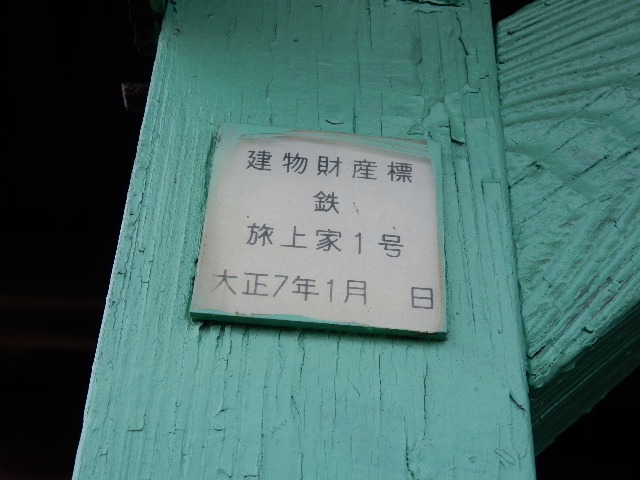 建物財産標
鉄
旅上家1号
大正7年1月 日